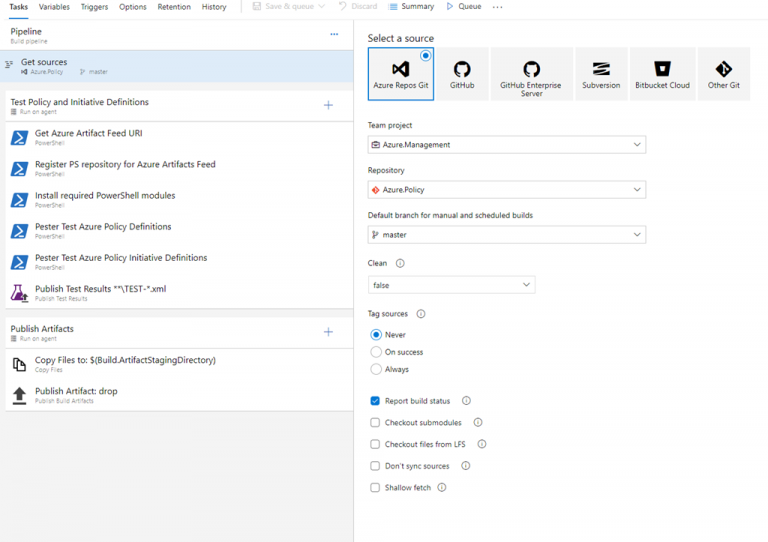 Tasks Variables Triggers Options Retention History Save & queue Discard Summary Queue ...
Pipeline
Build pipeline
Get sources
Azure.Policy master
Test Policy and Initiative Definitions
Run on agent
Get Azure Artifact Feed URI
PowerShell
Register PS repository for Azure Artifacts Feed
PowerShell
Install required PowerShell modules
PowerShell
Pester Test Azure Policy Definitions
PowerShell
Pester Test Azure Policy Initiative Definitions
PowerShell
Publish Test Results **\TEST-*.xml
Publish Test Results
Publish Artifacts
Run on agent
Copy Files to: $(Build.ArtifactStagingDirectory)
Copy Files
Publish Artifact: drop
Publish Build Artifacts
Select a source
Azure Repos Git
GitHub
GitHub Enterprise
Server
Subversion
Bitbucket Cloud
Other Git
Team project
Azure.Management
Repository
Azure.Policy
Default branch for manual and scheduled builds
master
Clean
false
Tag sources
Never
On success
Always
Report build status
Checkout submodules
Checkout files from LFS
Don't sync sources
Shallow fetch